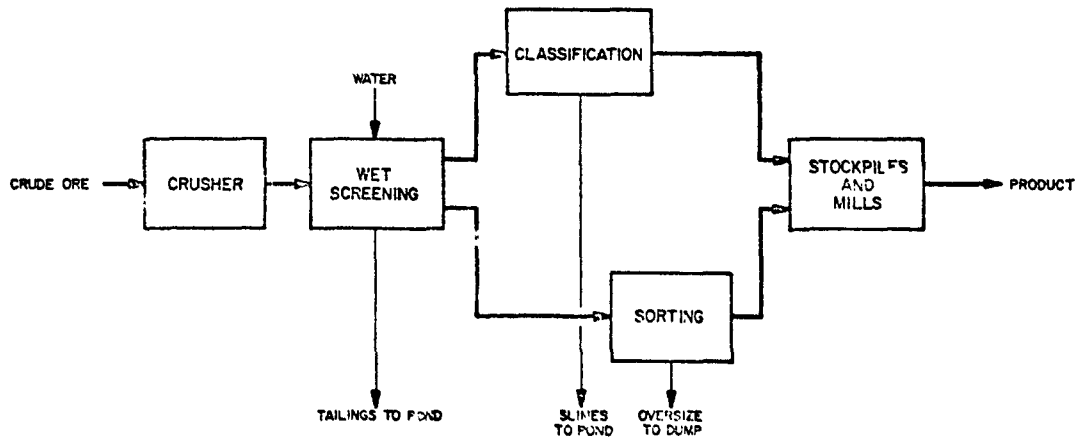 CLASSIFICATION
WATER
CRUDE ORE
CRUSHER
WET
SCREENING
STOCKPILES
AND
MILLS
PRODUCT
SORTING
TAILINGS TO POND
SLINES
TO POND
OVERSIZE
TO DUMP